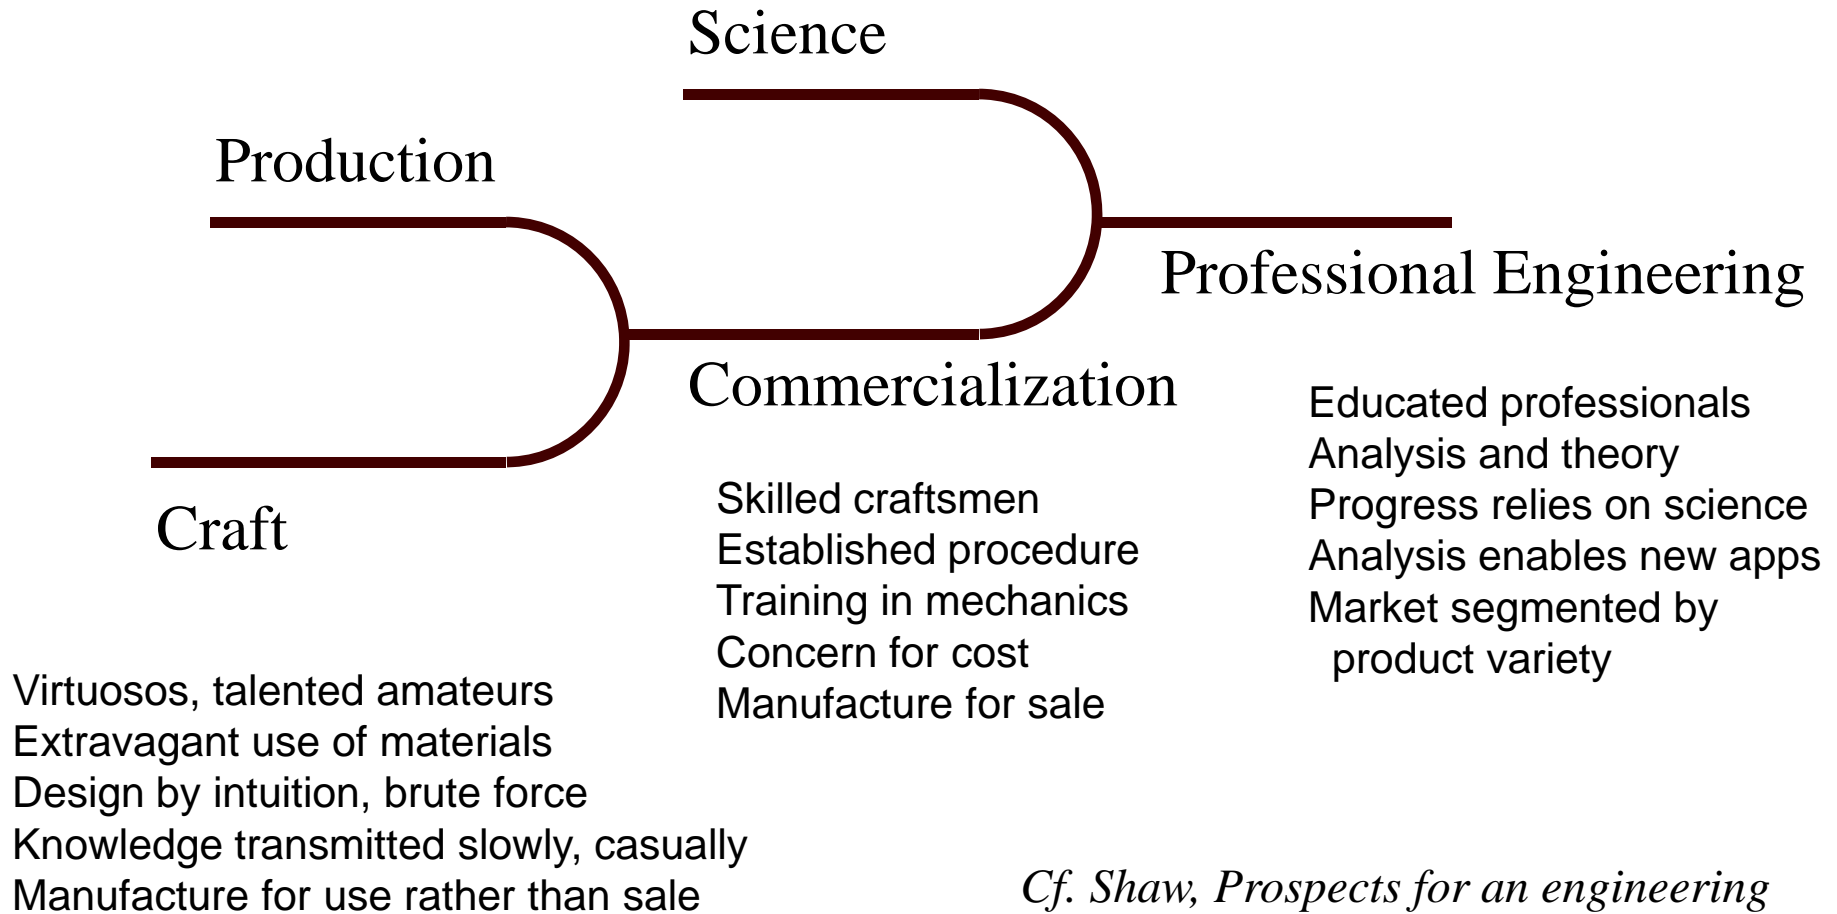 Science
Production
Professional Engineering
Commercialization
Craft
Educated professionals
Analysis and theory
Progress relies on science
Analysis enables new apps
Market segmented by
product variety
Skilled craftsmen
Established procedure
Training in mechanics
Concern for cost
Manufacture for sale
Virtuosos, talented amateurs
Extravagant use of materials
Design by intuition, brute force
Knowledge transmitted slowly, casually
Manufacture for use rather than sale
Cf. Shaw, Prospects for an engineering